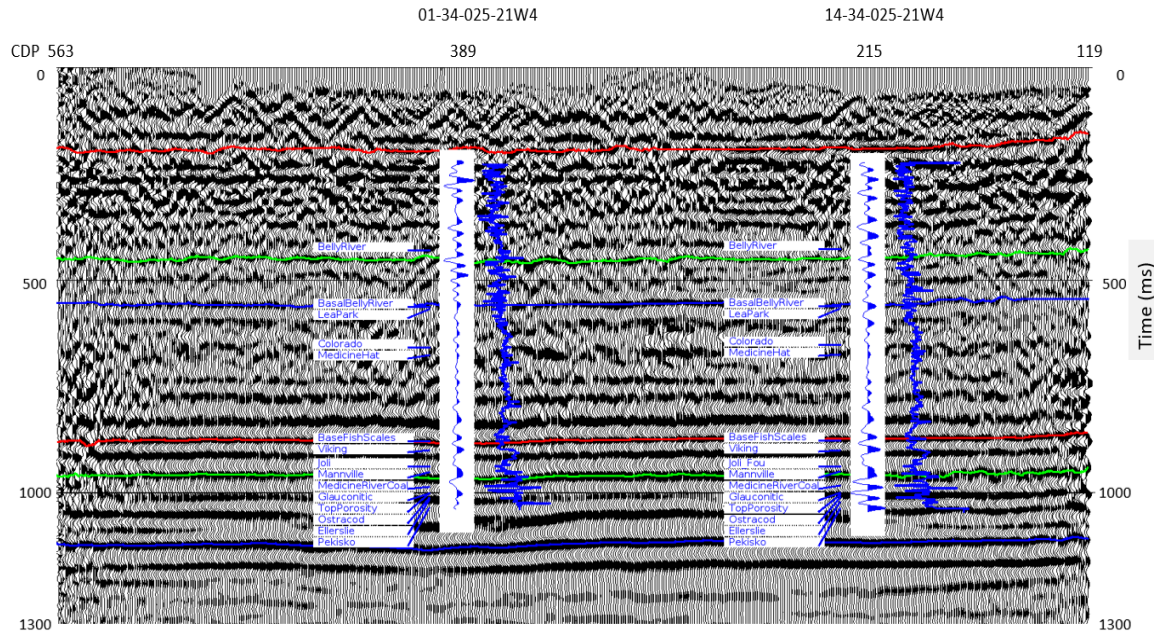 01-34-025-21W4 14-34-025-21W4
CDP 563 389 215 119
0 0
BellyRiver BellyRiver
500 500
BasalBellyRiver BasalBellyRiver
LeaPark LeaPark
Time (ms)
Colorado Colorado
MedicineHat MedicineHat
BaseFishScales BaseFishScales
Viking Viking
Joli Joli Fou
Mannville Mannville
MedicineRiverCoal MedicineRiverCoal
1000 1000
Glauconitic Glauconitic
TopPorosity TopPorosity
Ostracod Ostracod
Ellerslie Ellerslie
Pekisko Pekisko
1300 1300